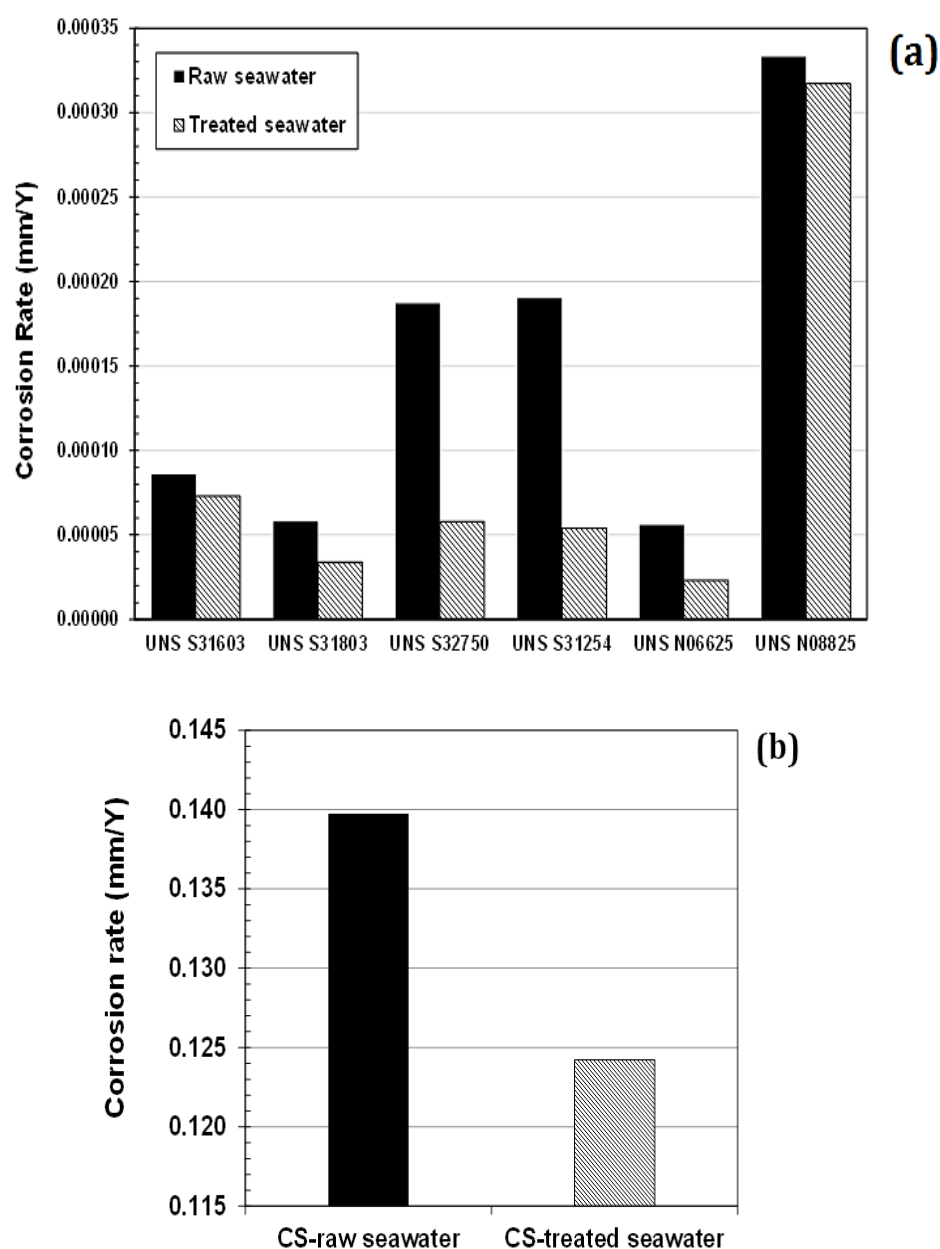 (a)
Raw seawater
Treated seawater
Corrosion Rate (mm/Y)
0.00035
0.00030
0.00025
0.00020
0.00015
0.00010
0.00005
0.00000
UNS S31603 UNS S31803 UNS S32750 UNS S31254 UNS N06625 UNS N08825
(b)
Corrosion rate (mm/Y)
0.145
0.140
0.135
0.130
0.125
0.120
0.115
CS-raw seawater CS-treated seawater